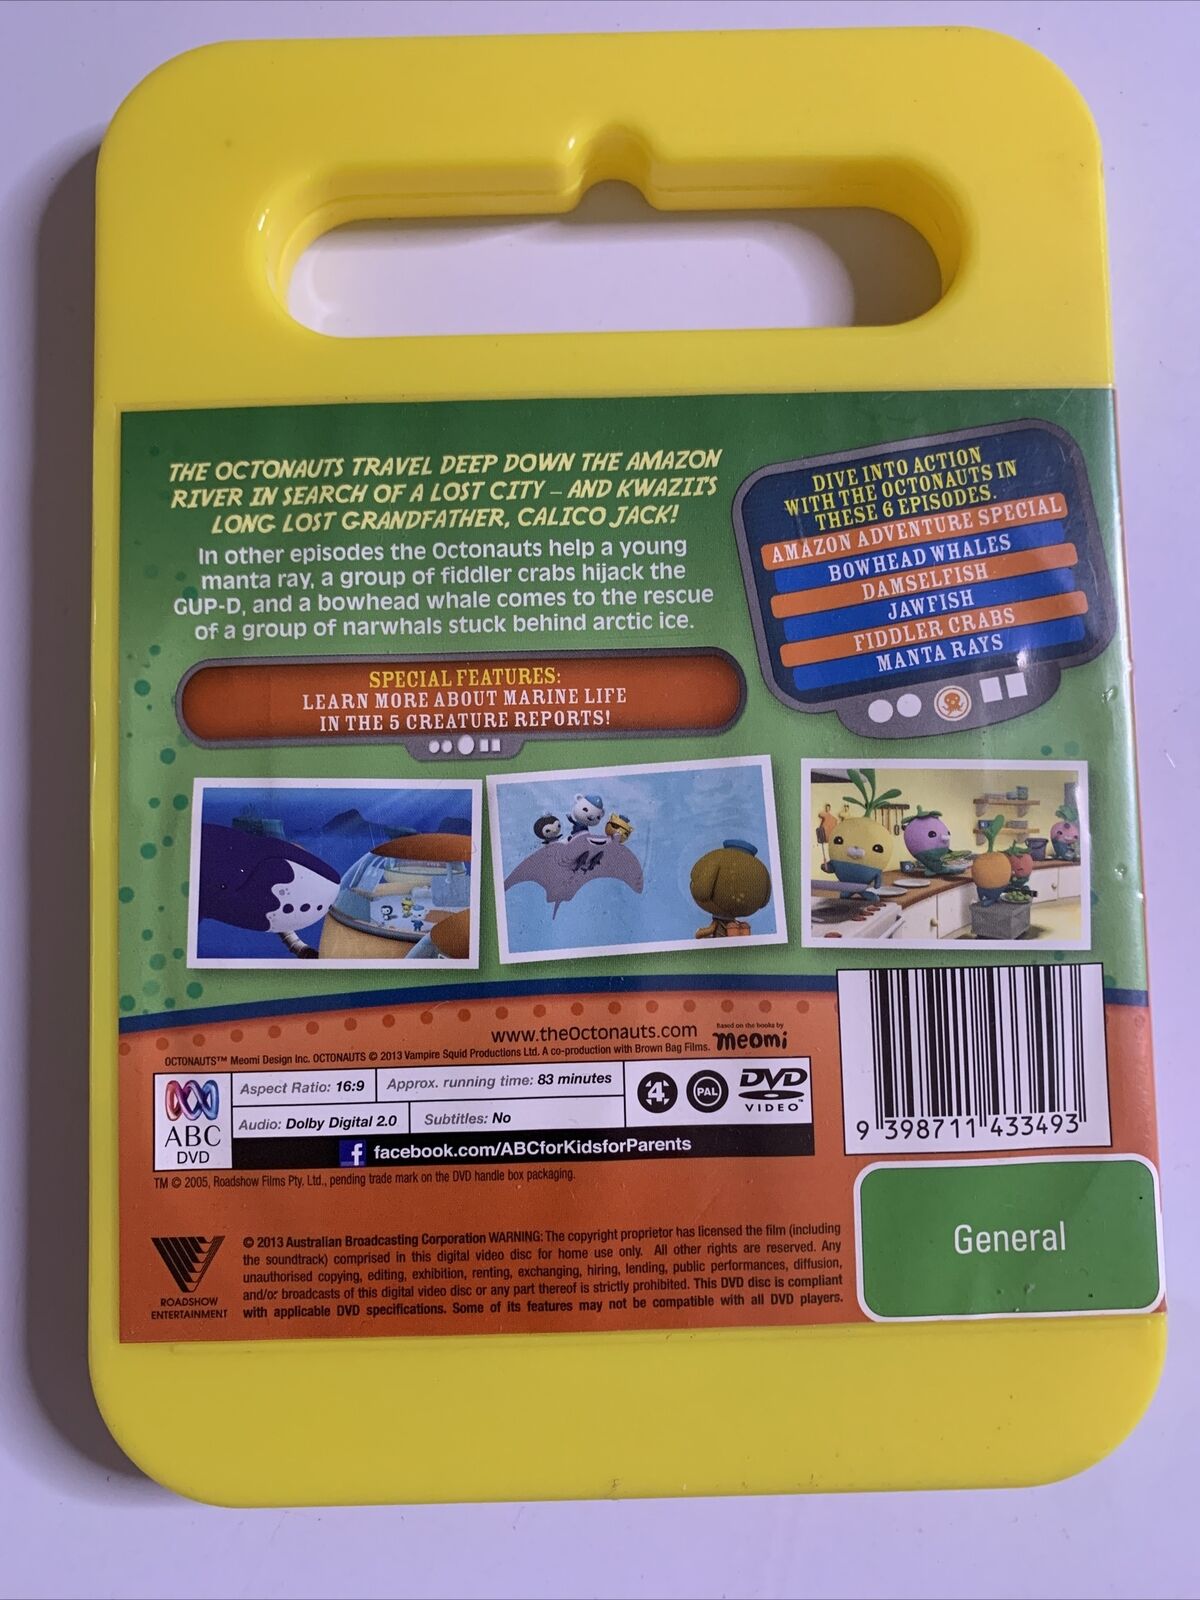 THE OCTONAUTS TRAVEL DEEP DOWN THE AMAZON
RIVER IN SEARCH OF A LOST CITY – AND KWAZII'S
LONG LOST GRANDFATHER, CALICO JACK!
In other episodes the Octonauts help a young
manta ray, a group of fiddler crabs hijack the
GUP-D, and a bowhead whale comes to the rescue
of a group of narwhals stuck behind arctic ice.
SPECIAL FEATURES:
LEARN MORE ABOUT MARINE LIFE
IN THE 5 CREATURE REPORTS!
DIVE INTO ACTION
WITH THE OCTONAUTS IN
THESE 6 EPISODES.
AMAZON ADVENTURE SPECIAL
BOWHEAD WHALES
DAMSELFISH
JAWFISH
FIDDLER CRABS
MANTA RAYS
www.theOctonauts.com
Based on the books by
meomi
OCTONAUTS™ Meomi Design Inc. OCTONAUTS © 2013 Vampire Squid Productions Ltd. A co-production with Brown Bag Films.
ABC
DVD
Aspect Ratio: 16:9
Approx. running time: 83 minutes
Audio: Dolby Digital 2.0
Subtitles: No
4
PAL
DVD
VIDEO™
f facebook.com/ABCforKidsforParents
TM © 2005, Roadshow Films Pty. Ltd., pending trade mark on the DVD handle box packaging.
9 398711 433493
General
ROADSHOW
ENTERTAINMENT
© 2013 Australian Broadcasting Corporation WARNING: The copyright proprietor has licensed the film (including
the soundtrack) comprised in this digital video disc for home use only. All other rights are reserved. Any
unauthorised copying, editing, exhibition, renting, exchanging, hiring, lending, public performances, diffusion,
and/or broadcasts of this digital video disc or any part thereof is strictly prohibited. This DVD disc is compliant
with applicable DVD specifications. Some of its features may not be compatible with all DVD players.